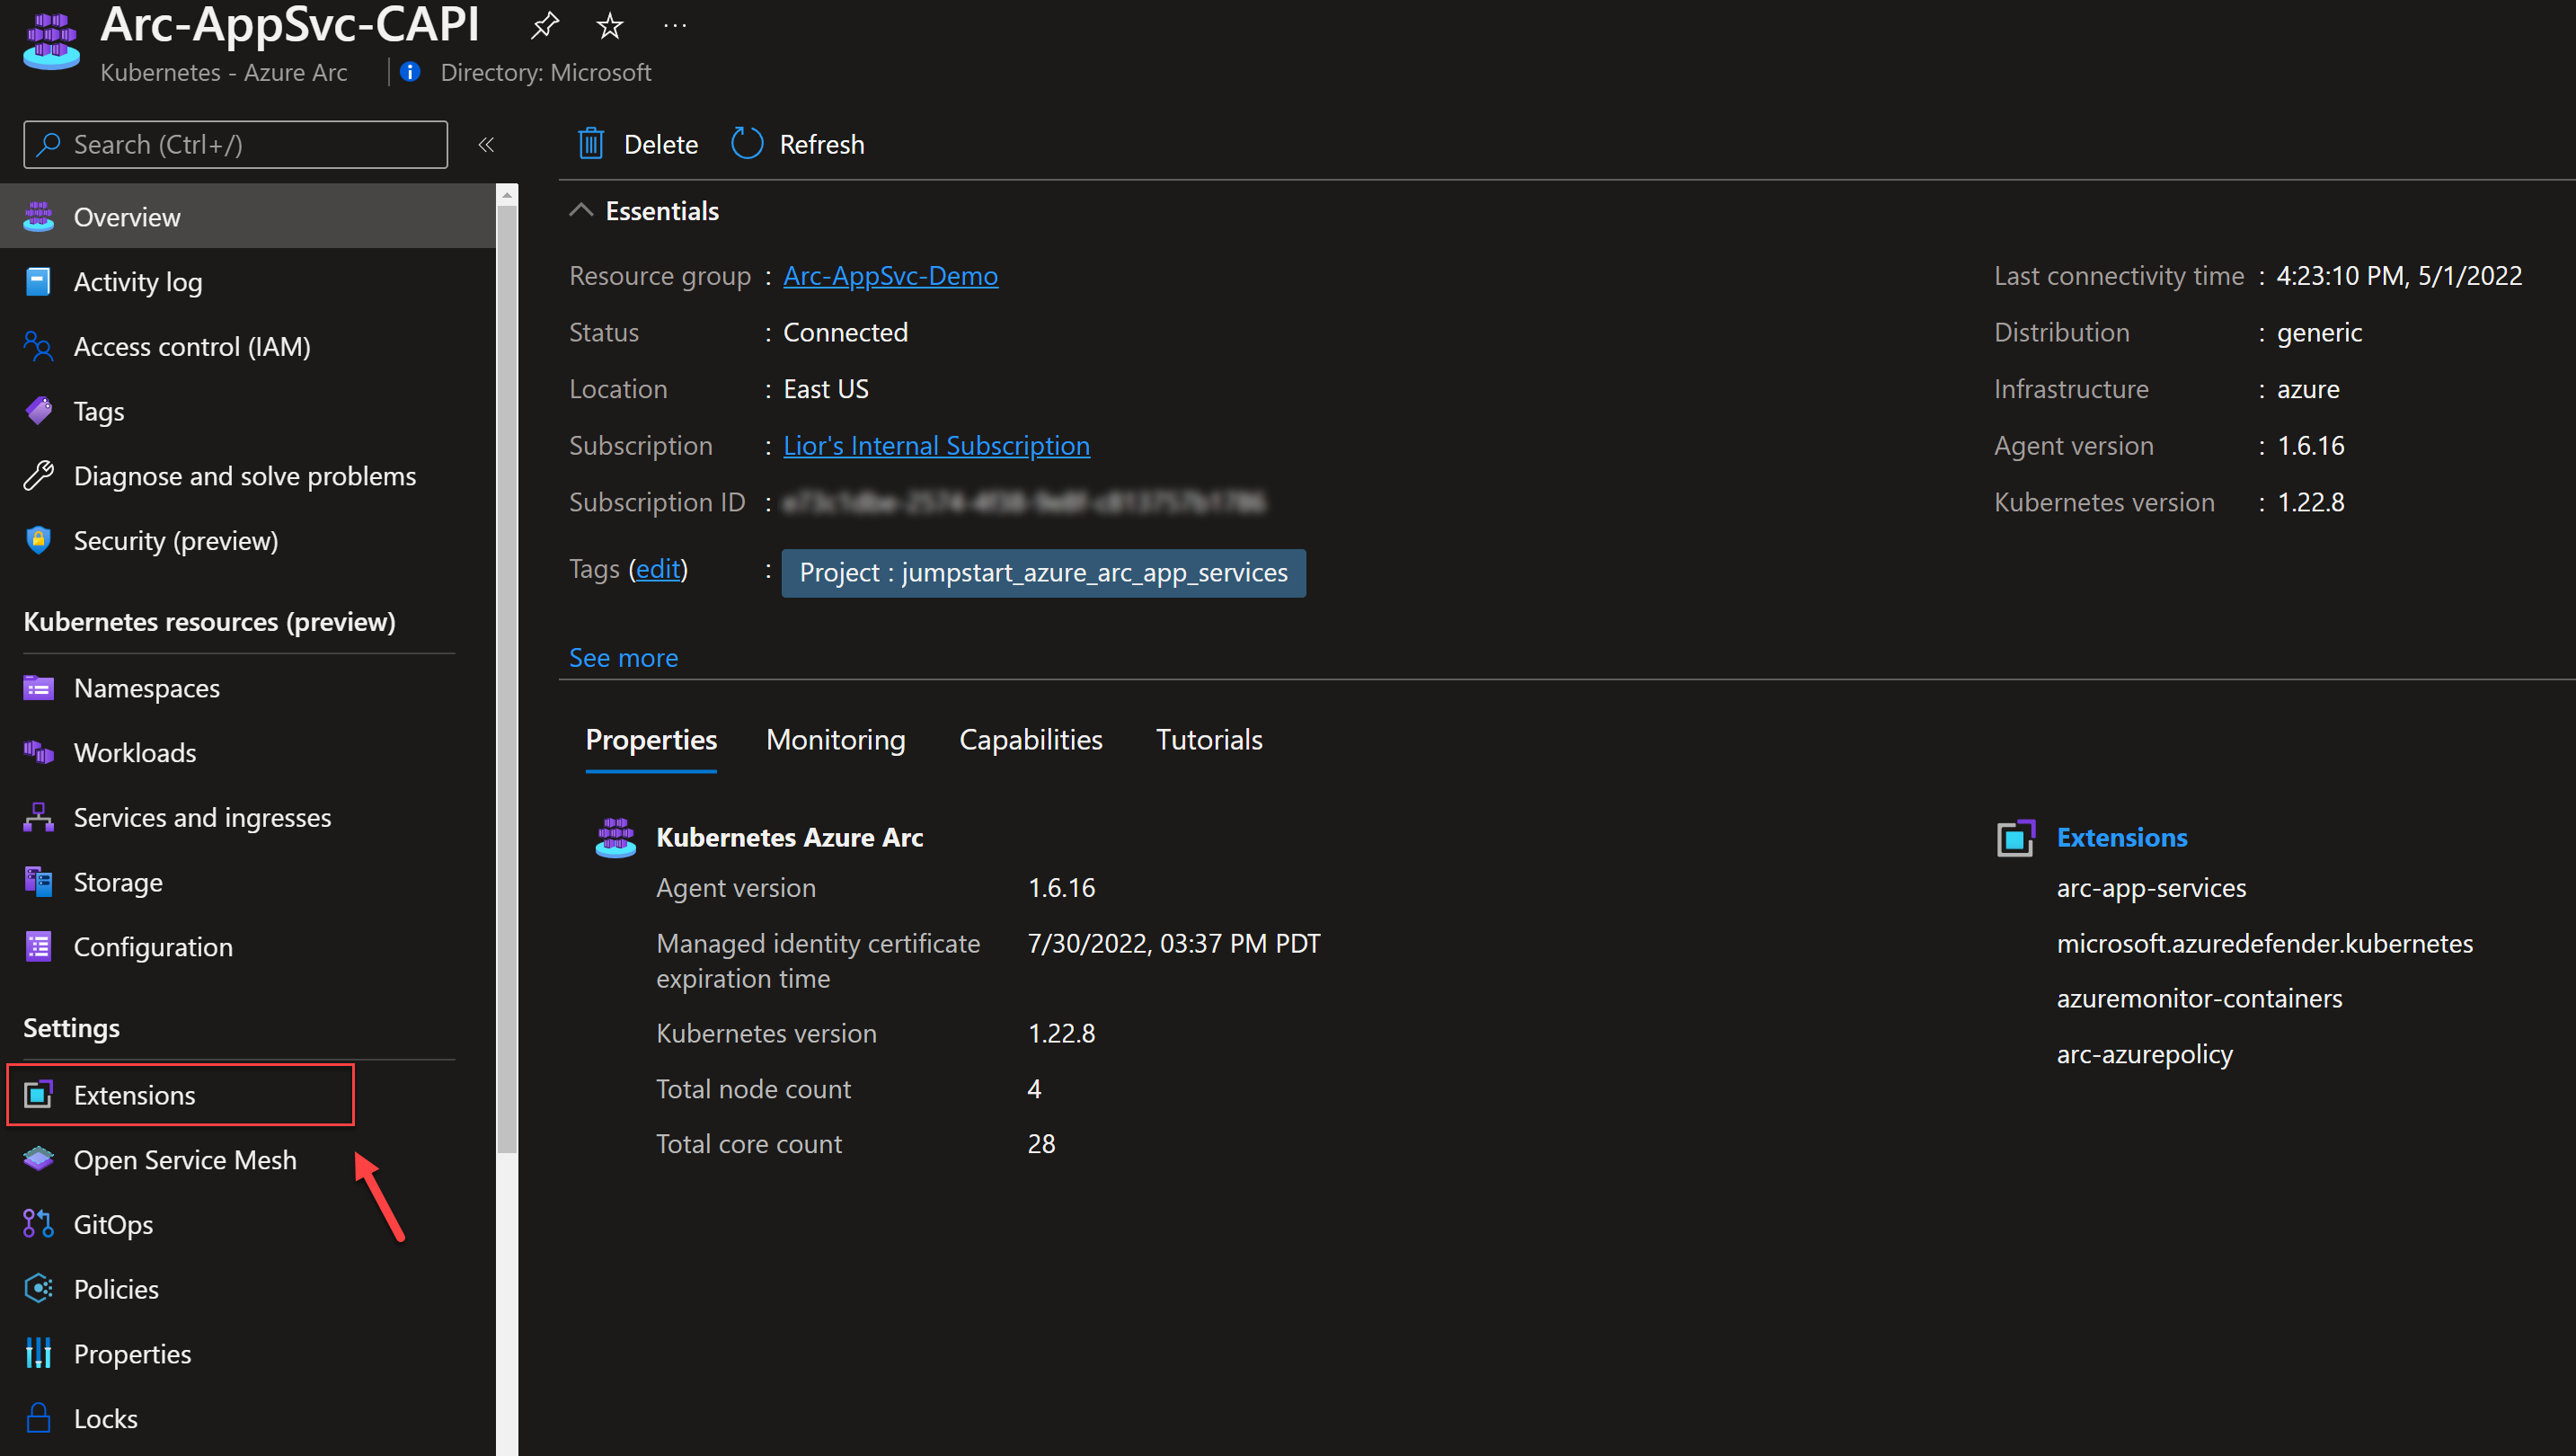 Arc-AppSvc-CAPI
Kubernetes - Azure Arc
Directory: Microsoft
Search (Ctrl+/)
Overview
Activity log
Access control (IAM)
Tags
Diagnose and solve problems
Security (preview)
Kubernetes resources (preview)
Namespaces
Workloads
Services and ingresses
Storage
Configuration
Settings
Extensions
Open Service Mesh
GitOps
Policies
Properties
Locks
Delete Refresh
Essentials
Resource group : Arc-AppSvc-Demo
Status : Connected
Location : East US
Subscription : Lior's Internal Subscription
Subscription ID :
Tags (edit) : Project : jumpstart_azure_arc_app_services
See more
Last connectivity time : 4:23:10 PM, 5/1/2022
Distribution : generic
Infrastructure : azure
Agent version : 1.6.16
Kubernetes version : 1.22.8
Properties Monitoring Capabilities Tutorials
Kubernetes Azure Arc
Agent version 1.6.16
Managed identity certificate 7/30/2022, 03:37 PM PDT
expiration time
Kubernetes version 1.22.8
Total node count 4
Total core count 28
Extensions
arc-app-services
microsoft.azuredefender.kubernetes
azuremonitor-containers
arc-azurepolicy